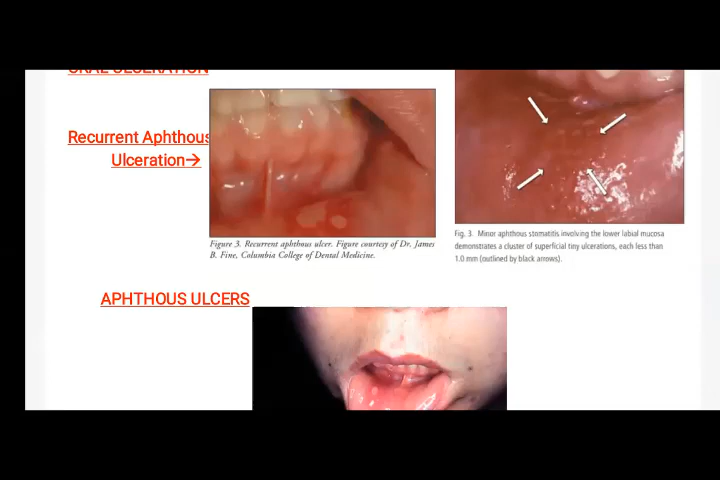 ORAL ULCERATION
Recurrent Aphthous
Ulceration→
Figure 3. Recurrent aphthous ulcer. Figure courtesy of Dr. James
B. Fine, Columbia College of Dental Medicine.
Fig. 3. Minor aphthous stomatitis involving the lower labial mucosa
demonstrates a cluster of superficial tiny ulcerations, each less than
1.0 mm (outlined by black arrows).
APHTHOUS ULCERS